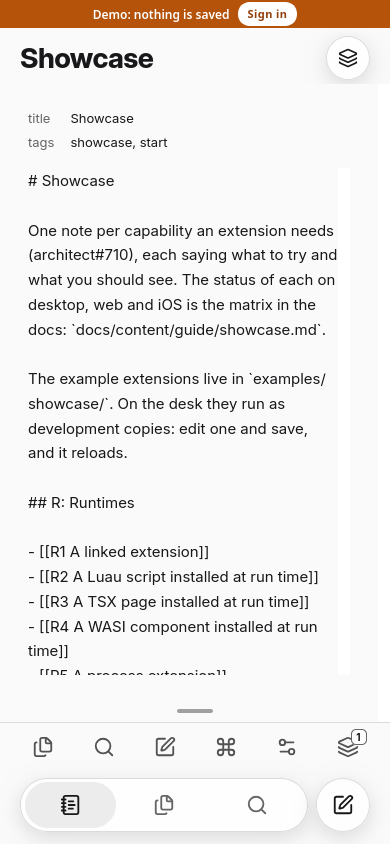 Demo: nothing is saved Sign in
Showcase
title Showcase
tags showcase, start
# Showcase
One note per capability an extension needs
(architect#710), each saying what to try and
what you should see. The status of each on
desktop, web and iOS is the matrix in the
docs: `docs/content/guide/showcase.md`.
The example extensions live in `examples/
showcase/`. On the desk they run as
development copies: edit one and save,
and it reloads.
## R: Runtimes
- [[R1 A linked extension]]
- [[R2 A Luau script installed at run time]]
- [[R3 A TSX page installed at run time]]
- [[R4 A WASI component installed at run
time]]
- [[R5 A process extension]]
1